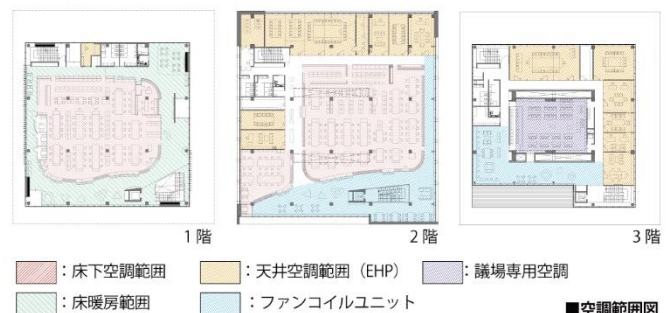 1階
2階
3階
：床下空調範囲
：天井空調範囲（EHP）
：議場専用空調
：床暖房範囲
：ファンコイルユニット
■空調範囲図